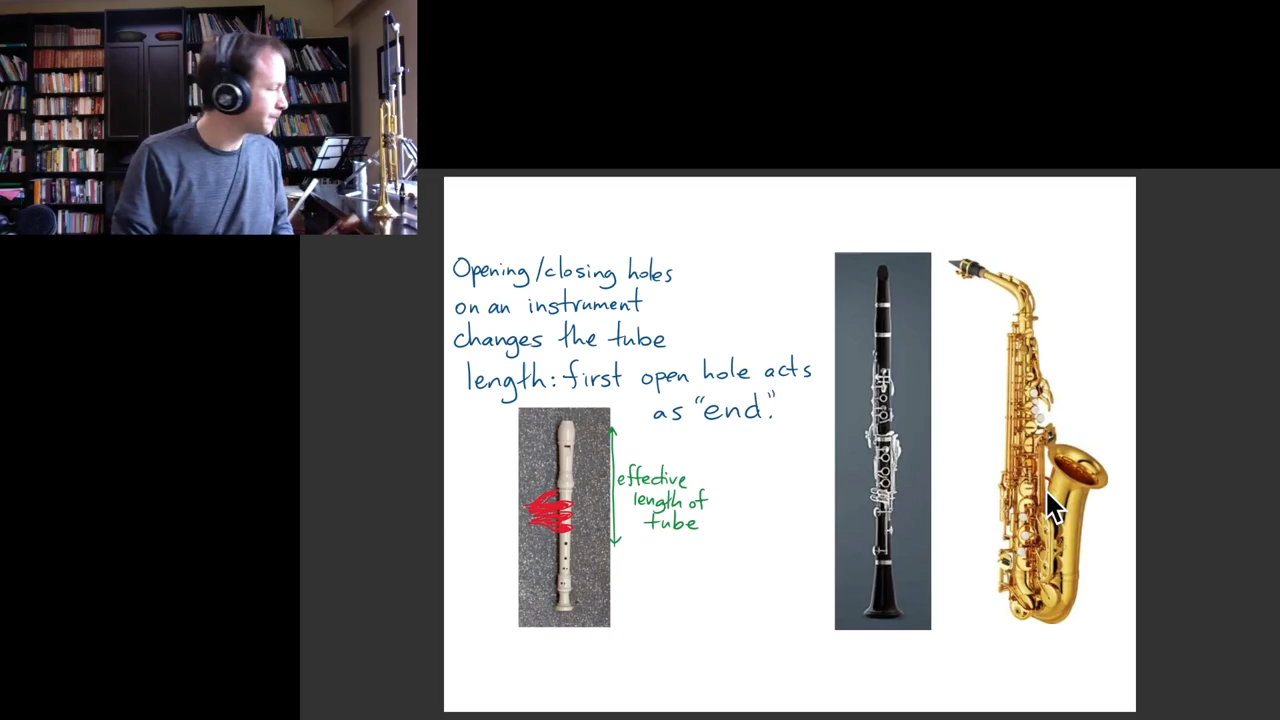 Opening/closing holes
on an instrument
changes the tube
length: first open hole acts
as "end."
effective
length of
tube